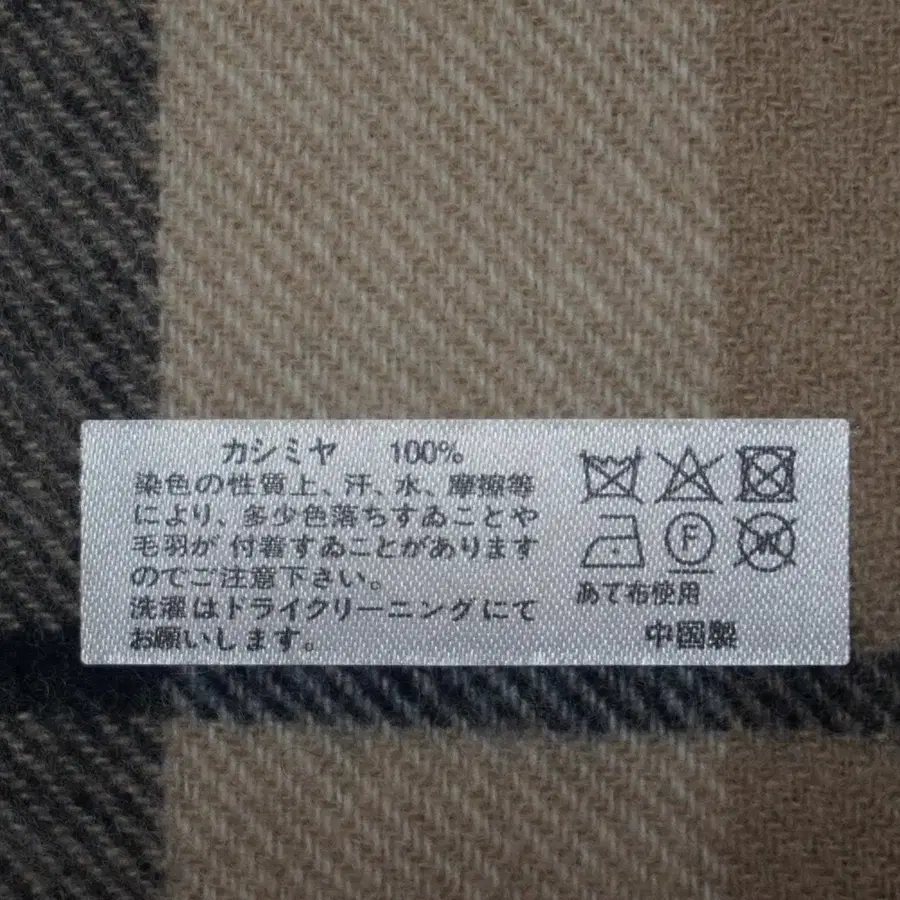 カシミヤ 100%
染色の性質上、汗、水、摩擦等
により、多少色落ちすゐことや
毛羽が 付着すゐことがあります
のでご注意下さい。
洗濯はドライクリーニングにて
お願いします。
F
W
あて布使用
中国製